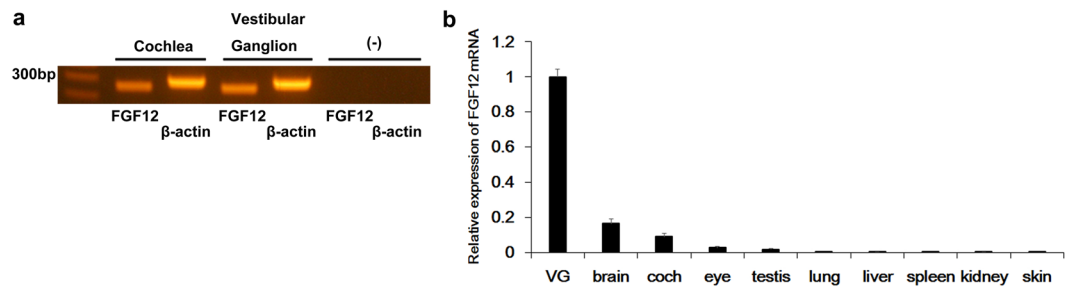 a
Vestibular
Cochlea Ganglion (-)
300bp
FGF12 FGF12 FGF12
β-actin β-actin β-actin
b
Relative expression of FGF12 mRNA
1.2
1
0.8
0.6
0.4
0.2
0
VG brain coch eye testis lung liver spleen kidney skin